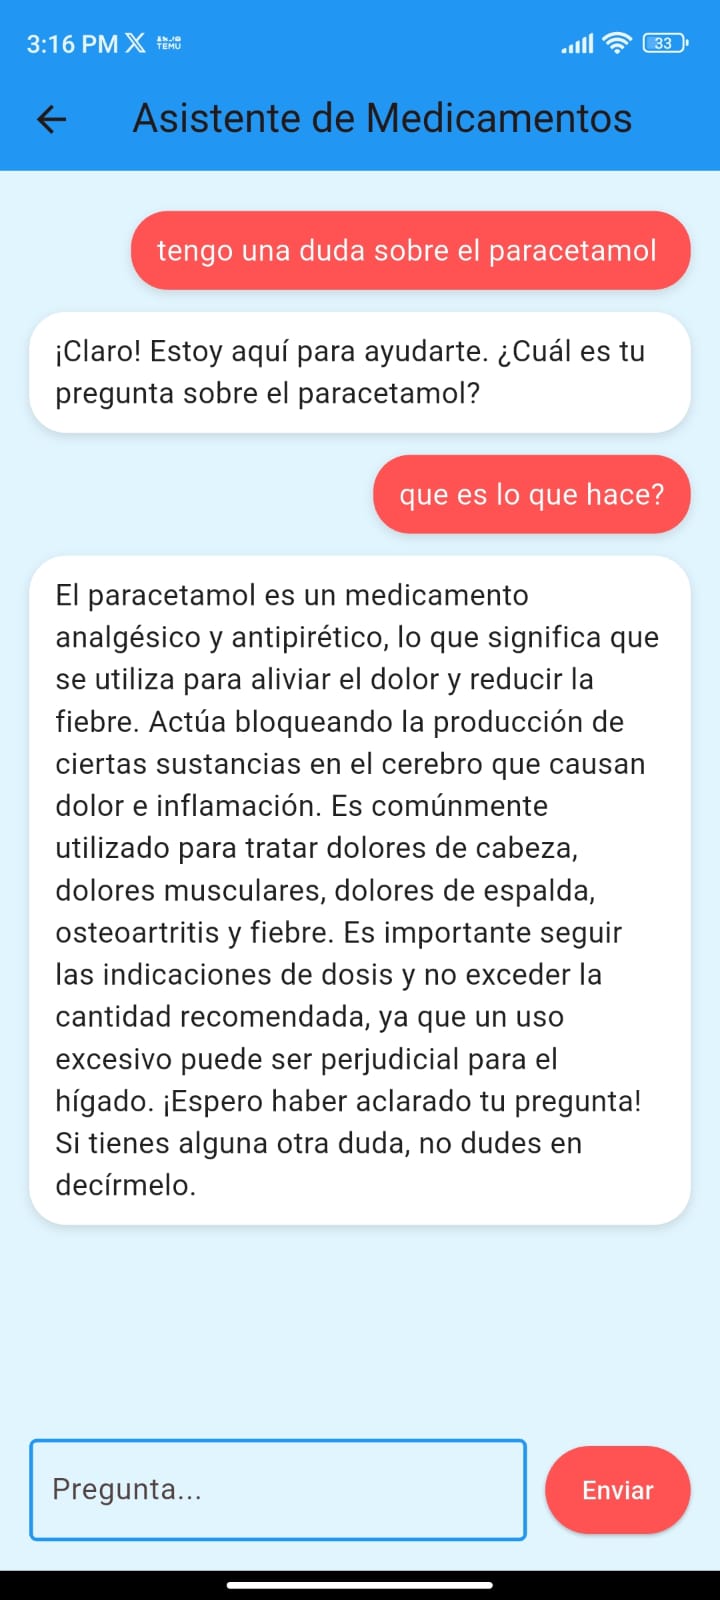 3:16 PM X TEMU 33
Asistente de Medicamentos
tengo una duda sobre el paracetamol
¡Claro! Estoy aquí para ayudarte. ¿Cuál es tu
pregunta sobre el paracetamol?
que es lo que hace?
El paracetamol es un medicamento
analgésico y antipirético, lo que significa que
se utiliza para aliviar el dolor y reducir la
fiebre. Actúa bloqueando la producción de
ciertas sustancias en el cerebro que causan
dolor e inflamación. Es comúnmente
utilizado para tratar dolores de cabeza,
dolores musculares, dolores de espalda,
osteoartritis y fiebre. Es importante seguir
las indicaciones de dosis y no exceder la
cantidad recomendada, ya que un uso
excesivo puede ser perjudicial para el
hígado. ¡Espero haber aclarado tu pregunta!
Si tienes alguna otra duda, no dudes en
decírmelo.
Pregunta...
Enviar